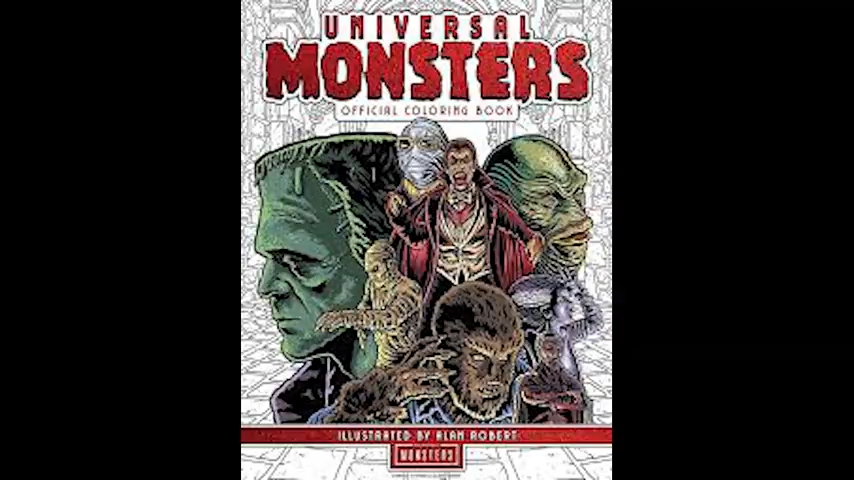 UNIVERSAL
MONSTERS
OFFICIAL COLORING BOOK
ILLUSTRATED BY ALAN ROBERT
MONSTERS